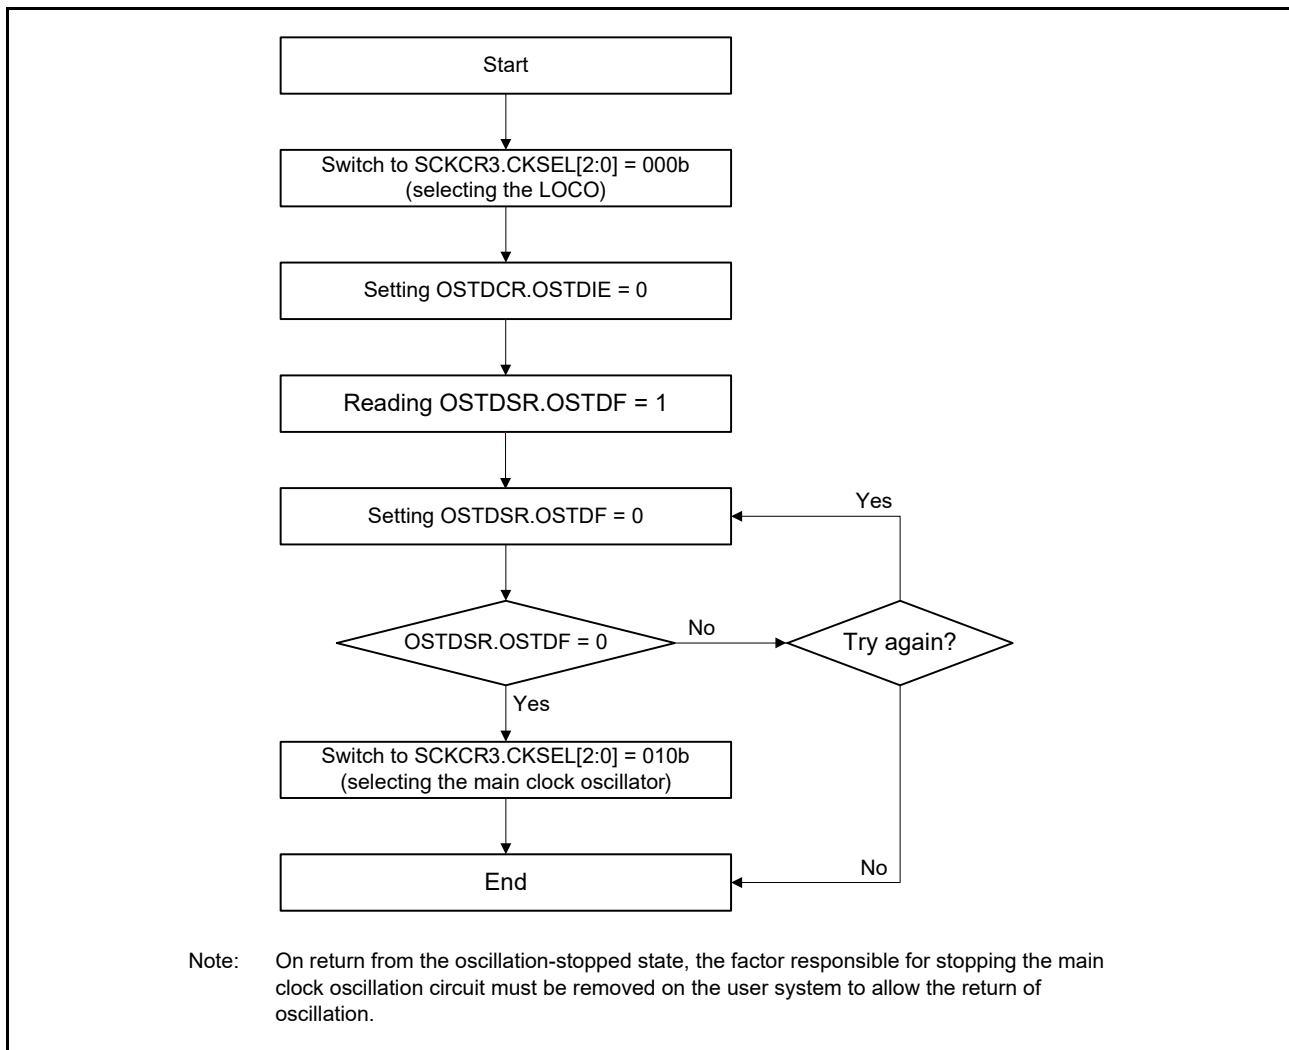 Start
Switch to SCKCR3.CKSEL[2:0] = 000b
(selecting the LOCO)
Setting OSTDCR.OSTDIE = 0
Reading OSTDSR.OSTDF = 1
Setting OSTDSR.OSTDF = 0
Yes
OSTDSR.OSTDF = 0
No
Try again?
Yes
Switch to SCKCR3.CKSEL[2:0] = 010b
(selecting the main clock oscillator)
End
No
Note: On return from the oscillation-stopped state, the factor responsible for stopping the main
clock oscillation circuit must be removed on the user system to allow the return of
oscillation.